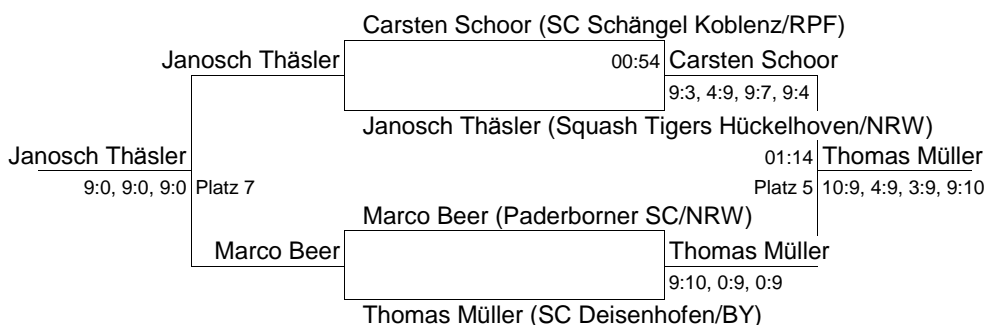 Carsten Schoor (SC Schängel Koblenz/RPF)
Janosch Thäsler 00:54 Carsten Schoor
9:3, 4:9, 9:7, 9:4
Janosch Thäsler (Squash Tigers Hückelhoven/NRW)
Janosch Thäsler 01:14 Thomas Müller
9:0, 9:0, 9:0 Platz 7 Platz 5 10:9, 4:9, 3:9, 9:10
Marco Beer (Paderborner SC/NRW)
Marco Beer Thomas Müller
9:10, 0:9, 0:9
Thomas Müller (SC Deisenhofen/BY)